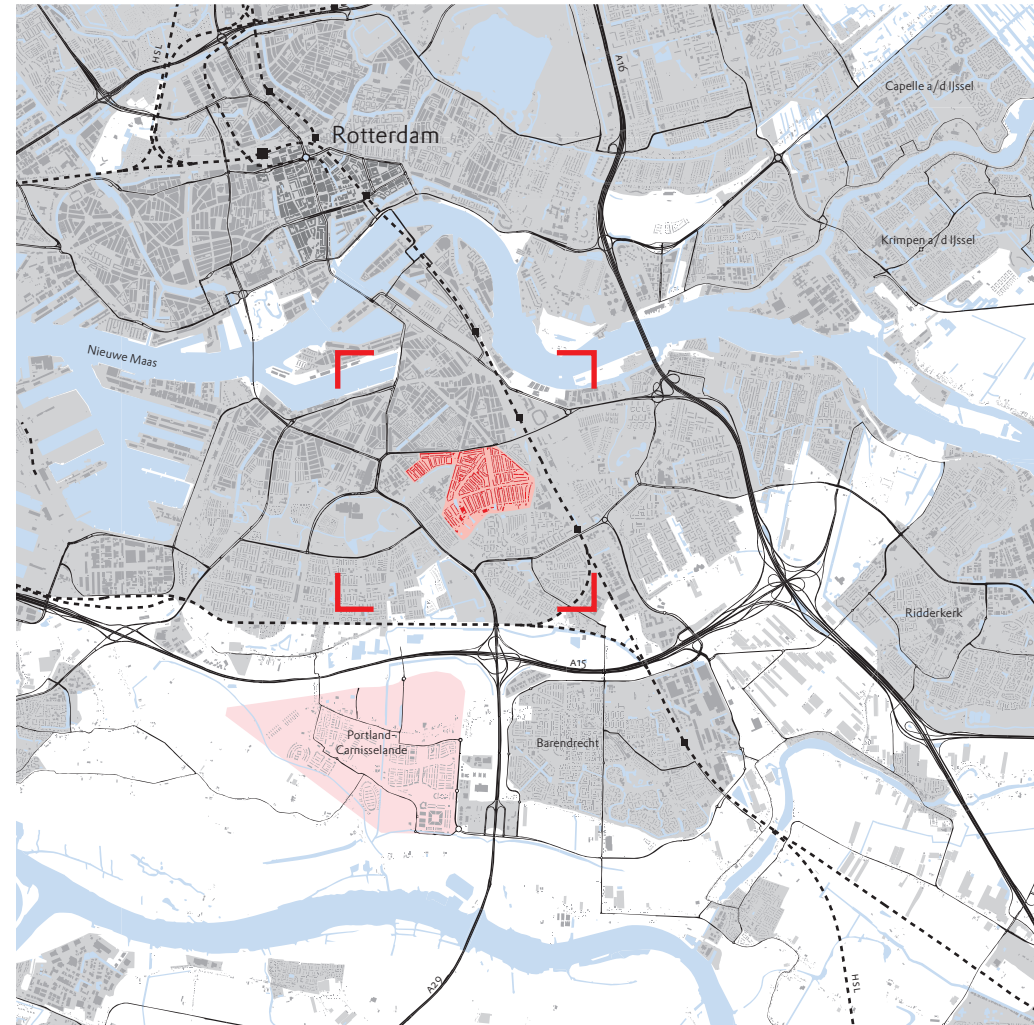 HSL
A16
Capelle a/d IJssel
Rotterdam
Krimpen a/d IJssel
Nieuwe Maas
Ridderkerk
A15
Portland-
Carnisselande
Barendrecht
A29
HSL